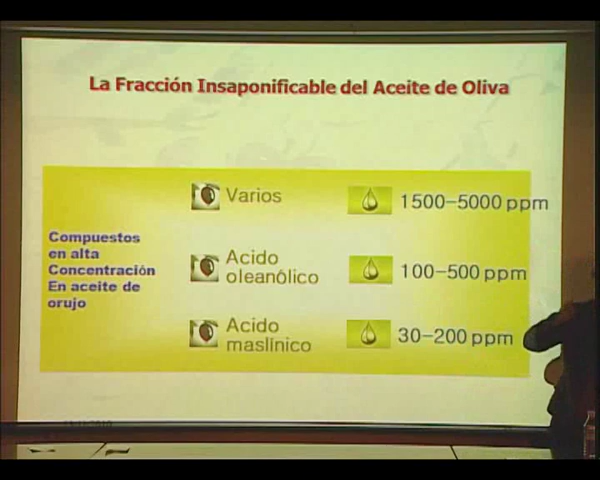 La Fracción Insaponificable del Aceite de Oliva
Varios
1500-5000 ppm
Compuestos
en alta
Concentración
En aceite de
orujo
Acido
oleanólico
100-500 ppm
Acido
maslínico
30-200 ppm